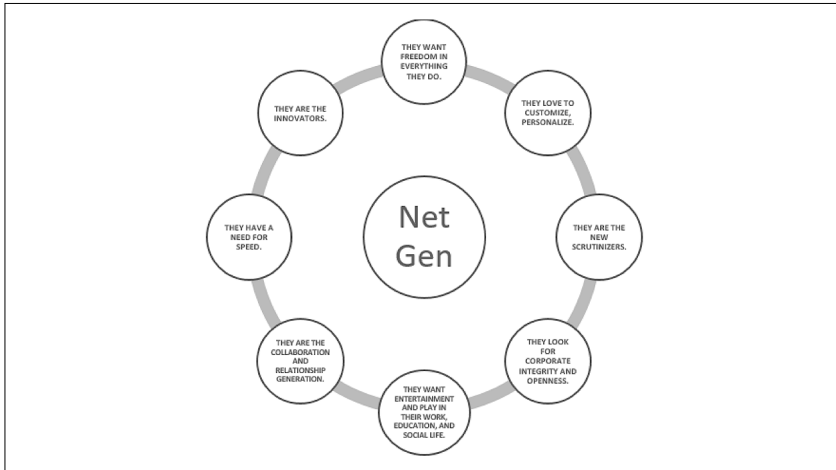 THEY WANT
FREEDOM IN
EVERYTHING
THEY DO.
THEY LOVE TO
CUSTOMIZE,
PERSONALIZE.
THEY ARE THE
NEW
SCRUTINIZERS.
THEY LOOK
FOR
CORPORATE
INTEGRITY AND
OPENNESS.
THEY WANT
ENTERTAINMENT
AND PLAY IN
THEIR WORK,
EDUCATION, AND
SOCIAL LIFE.
THEY ARE THE
COLLABORATION
AND
RELATIONSHIP
GENERATION.
THEY HAVE A
NEED FOR
SPEED.
THEY ARE THE
INNOVATORS.
Net
Gen